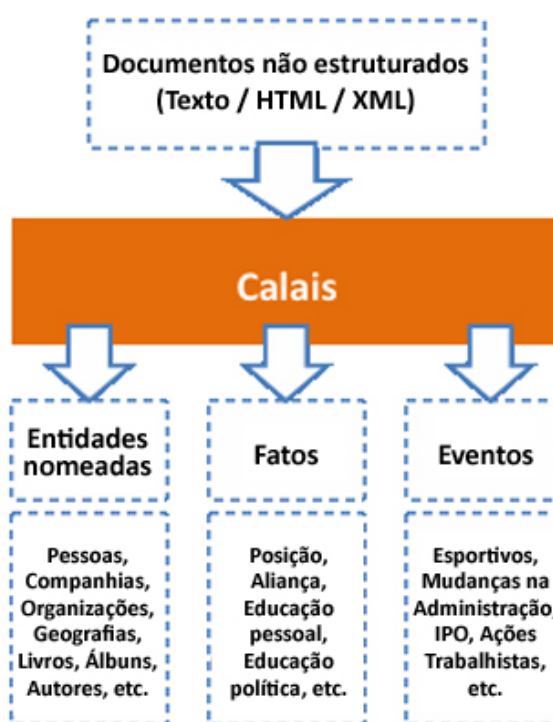 Documentos não estruturados
(Texto / HTML / XML)
Calais
Entidades
nomeadas
Fatos
Eventos
Pessoas,
Companhias,
Organizações,
Geografias,
Livros, Álbuns,
Autores, etc.
Posição,
Aliança,
Educação
pessoal,
Educação
política, etc.
Esportivos,
Mudanças na
Administração,
IPO, Ações
Trabalhistas,
etc.